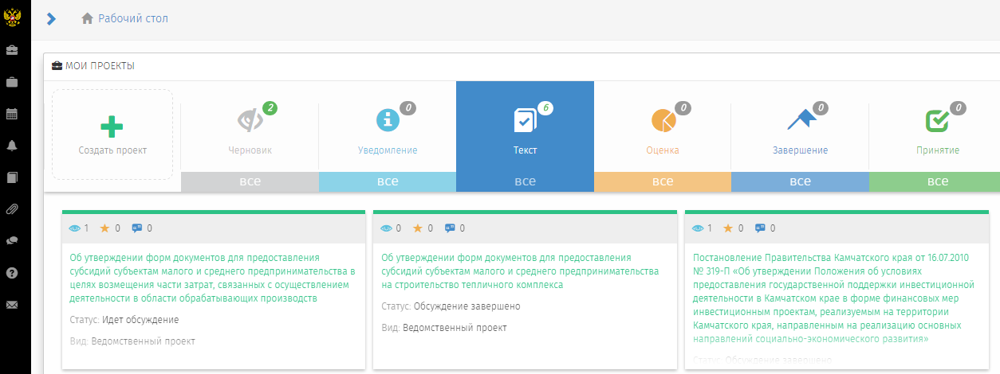 Рабочий стол
МОИ ПРОЕКТЫ
2 0 6 0 0 0
Создать проект Черновик Уведомление Текст Оценка Завершение Принятие
все все все все все все
1 0 0
Об утверждении форм документов для предоставления
субсидий субъектам малого и среднего предпринимательства в
целях возмещения части затрат, связанных с осуществлением
деятельности в области обрабатывающих производств
Статус: Идет обсуждение
Вид: Ведомственный проект
0 0 0
Об утверждении форм документов для предоставления
субсидий субъектам малого и среднего предпринимательства
на строительство тепличного комплекса
Статус: Обсуждение завершено
Вид: Ведомственный проект
1 0 0
Постановление Правительства Камчатского края от 16.07.2010
№ 319-П «Об утверждении Положения об условиях
предоставления государственной поддержки инвестиционной
деятельности в Камчатском крае в форме финансовых мер
инвестиционным проектам, реализуемым на территории
Камчатского края, направленным на реализацию основных
направлений социально-экономического развития»
Статус: Обсуждение завершено